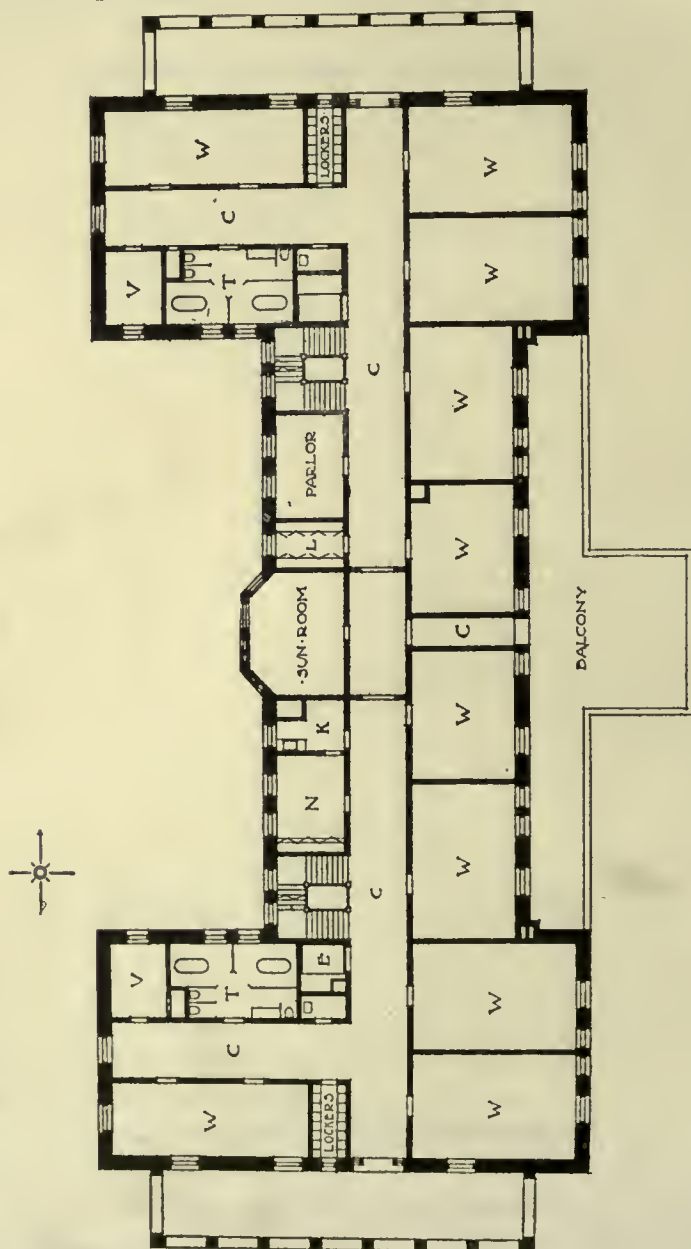 V V
W C T T C W
LOCKERS E N K ·SUN·ROOM L PARLOR LOCKERS
C C
W W W W C W W W W
BALCONY